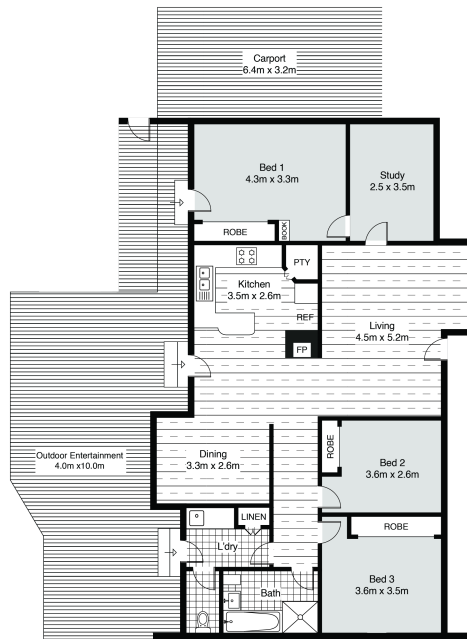 Carport
6.4m x 3.2m
Bed 1
4.3m x 3.3m
Study
2.5 x 3.5m
ROBE
BOOK
PTY
Kitchen
3.5m x 2.6m
REF
Living
4.5m x 5.2m
FP
Outdoor Entertainment
4.0m x10.0m
Dining
3.3m x 2.6m
ROBE
Bed 2
3.6m x 2.6m
LINEN
L'dry
ROBE
Bath
Bed 3
3.6m x 3.5m